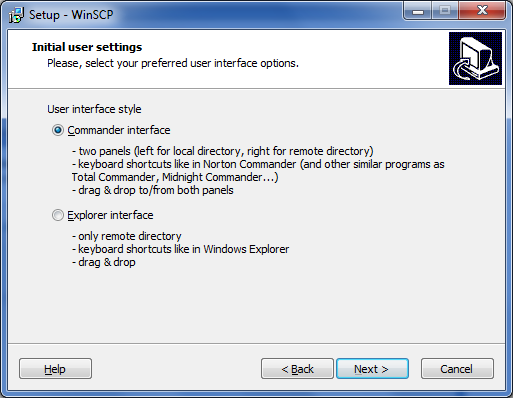 Setup - WinSCP
Initial user settings
Please, select your preferred user interface options.
User interface style
Commander interface
- two panels (left for local directory, right for remote directory)
- keyboard shortcuts like in Norton Commander (and other similar programs as
Total Commander, Midnight Commander...)
- drag & drop to/from both panels
Explorer interface
- only remote directory
- keyboard shortcuts like in Windows Explorer
- drag & drop
Help
< Back
Next >
Cancel